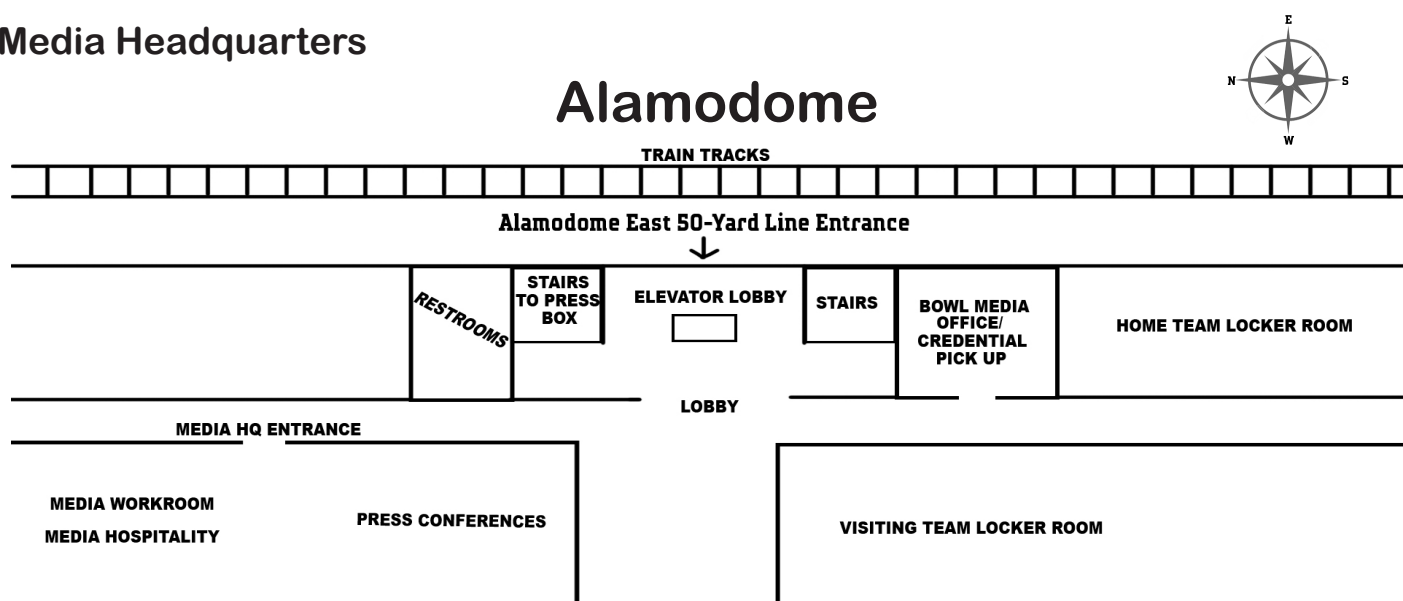 Media Headquarters
E
N
S
W
Alamodome
TRAIN TRACKS
Alamodome East 50-Yard Line Entrance
RESTROOMS
STAIRS
TO PRESS
BOX
ELEVATOR LOBBY
STAIRS
BOWL MEDIA
OFFICE/
CREDENTIAL
PICK UP
HOME TEAM LOCKER ROOM
LOBBY
MEDIA HQ ENTRANCE
MEDIA WORKROOM
MEDIA HOSPITALITY
PRESS CONFERENCES
VISITING TEAM LOCKER ROOM